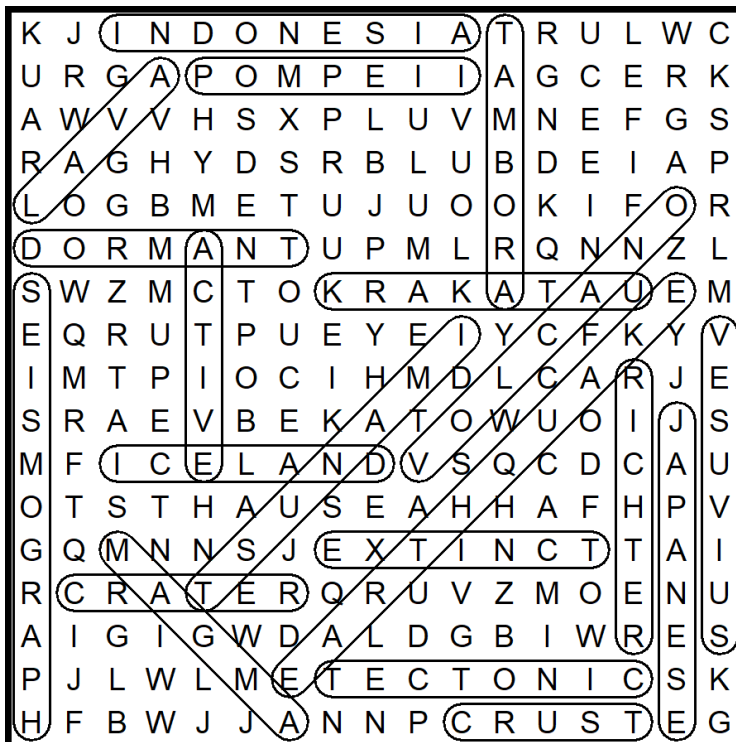 K J I N D O N E S I A T R U L W C
U R G A P O M P E I I A G C E R K
A W V V H S X P L U V M N E F G S
R A G H Y D S R B L U B D E I A P
L O G B M E T U J U O O K I F O R
D O R M A N T U P M L R Q N N Z L
S W Z M C T O K R A K A T A U E M
E Q R U T P U E Y E I Y C F K Y V
I M T P I O C I H M D L C A R J E
S R A E V B E K A T O W U O I J S
M F I C E L A N D V S Q C D C A U
O T S T H A U S E A H H A F H P V
G Q M N N S J E X T I N C T T A I
R C R A T E R Q R U V Z M O E N U
A I G I G W D A L D G B I W R E S
P J L W L M E T E C T O N I C S K
H F B W J J A N N P C R U S T E G